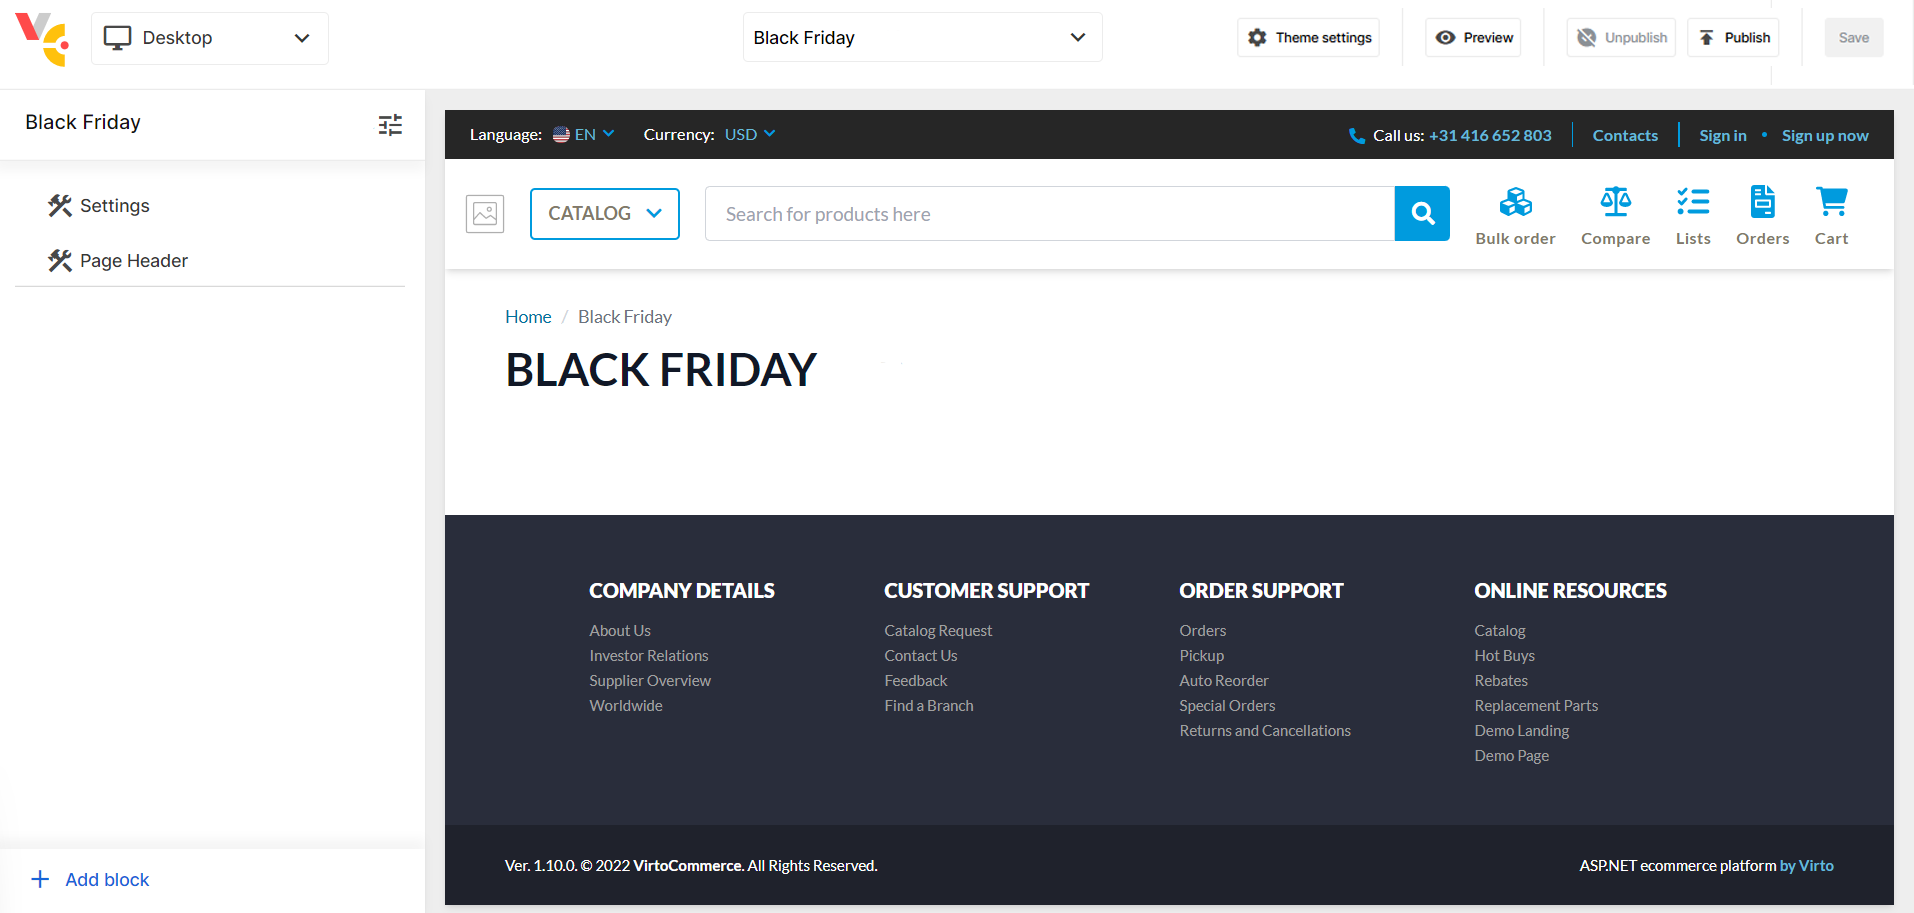 Desktop
Black Friday
Theme settings
Preview
Unpublish
Publish
Save
Black Friday
Settings
Page Header
Add block
Language: EN Currency: USD
Call us: +31 416 652 803 Contacts Sign in • Sign up now
CATALOG
Search for products here
Bulk order
Compare
Lists
Orders
Cart
Home / Black Friday
BLACK FRIDAY
COMPANY DETAILS
About Us
Investor Relations
Supplier Overview
Worldwide
CUSTOMER SUPPORT
Catalog Request
Contact Us
Feedback
Find a Branch
ORDER SUPPORT
Orders
Pickup
Auto Reorder
Special Orders
Returns and Cancellations
ONLINE RESOURCES
Catalog
Hot Buys
Rebates
Replacement Parts
Demo Landing
Demo Page
Ver. 1.10.0. © 2022 VirtoCommerce. All Rights Reserved.
ASP.NET ecommerce platform by Virto